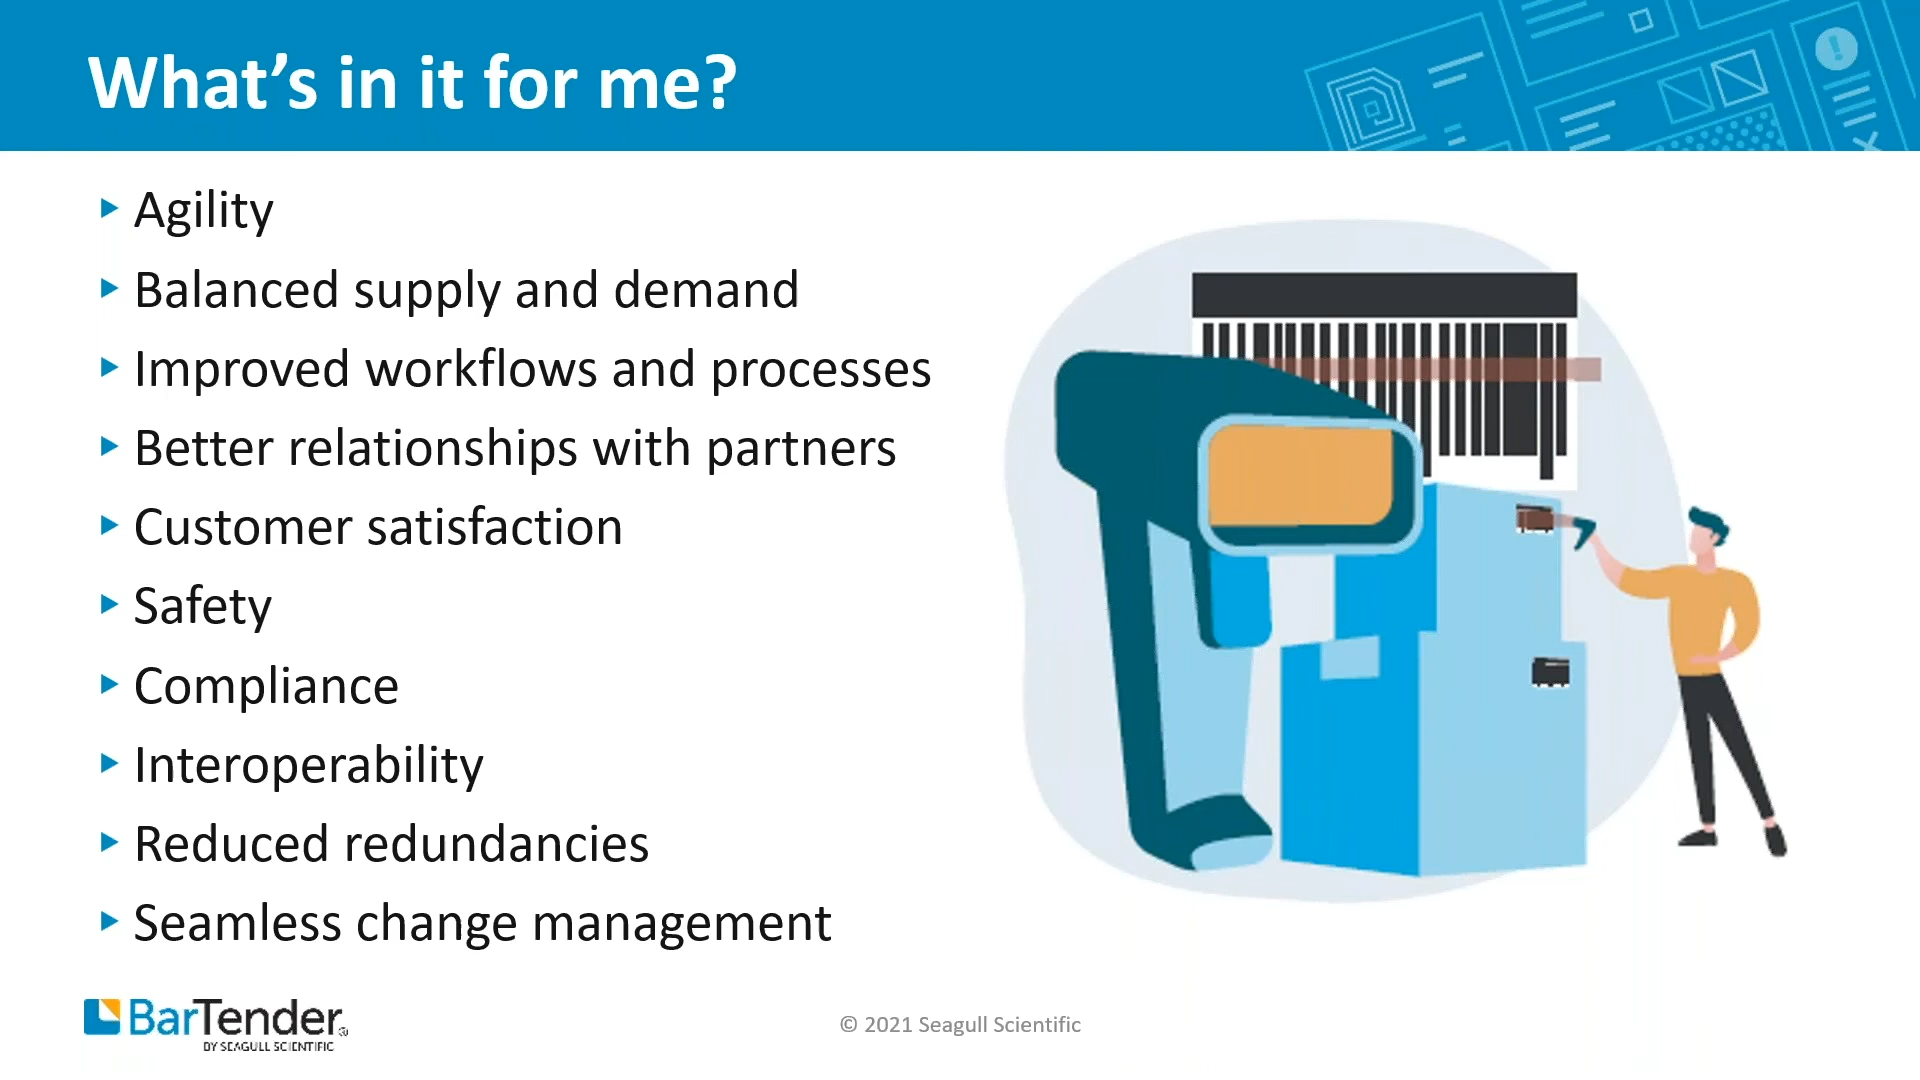 What’s in it for me?
Agility
Balanced supply and demand
Improved workflows and processes
Better relationships with partners
Customer satisfaction
Safety
Compliance
Interoperability
Reduced redundancies
Seamless change management
BarTender®
BY SEAGULL SCIENTIFIC
© 2021 Seagull Scientific